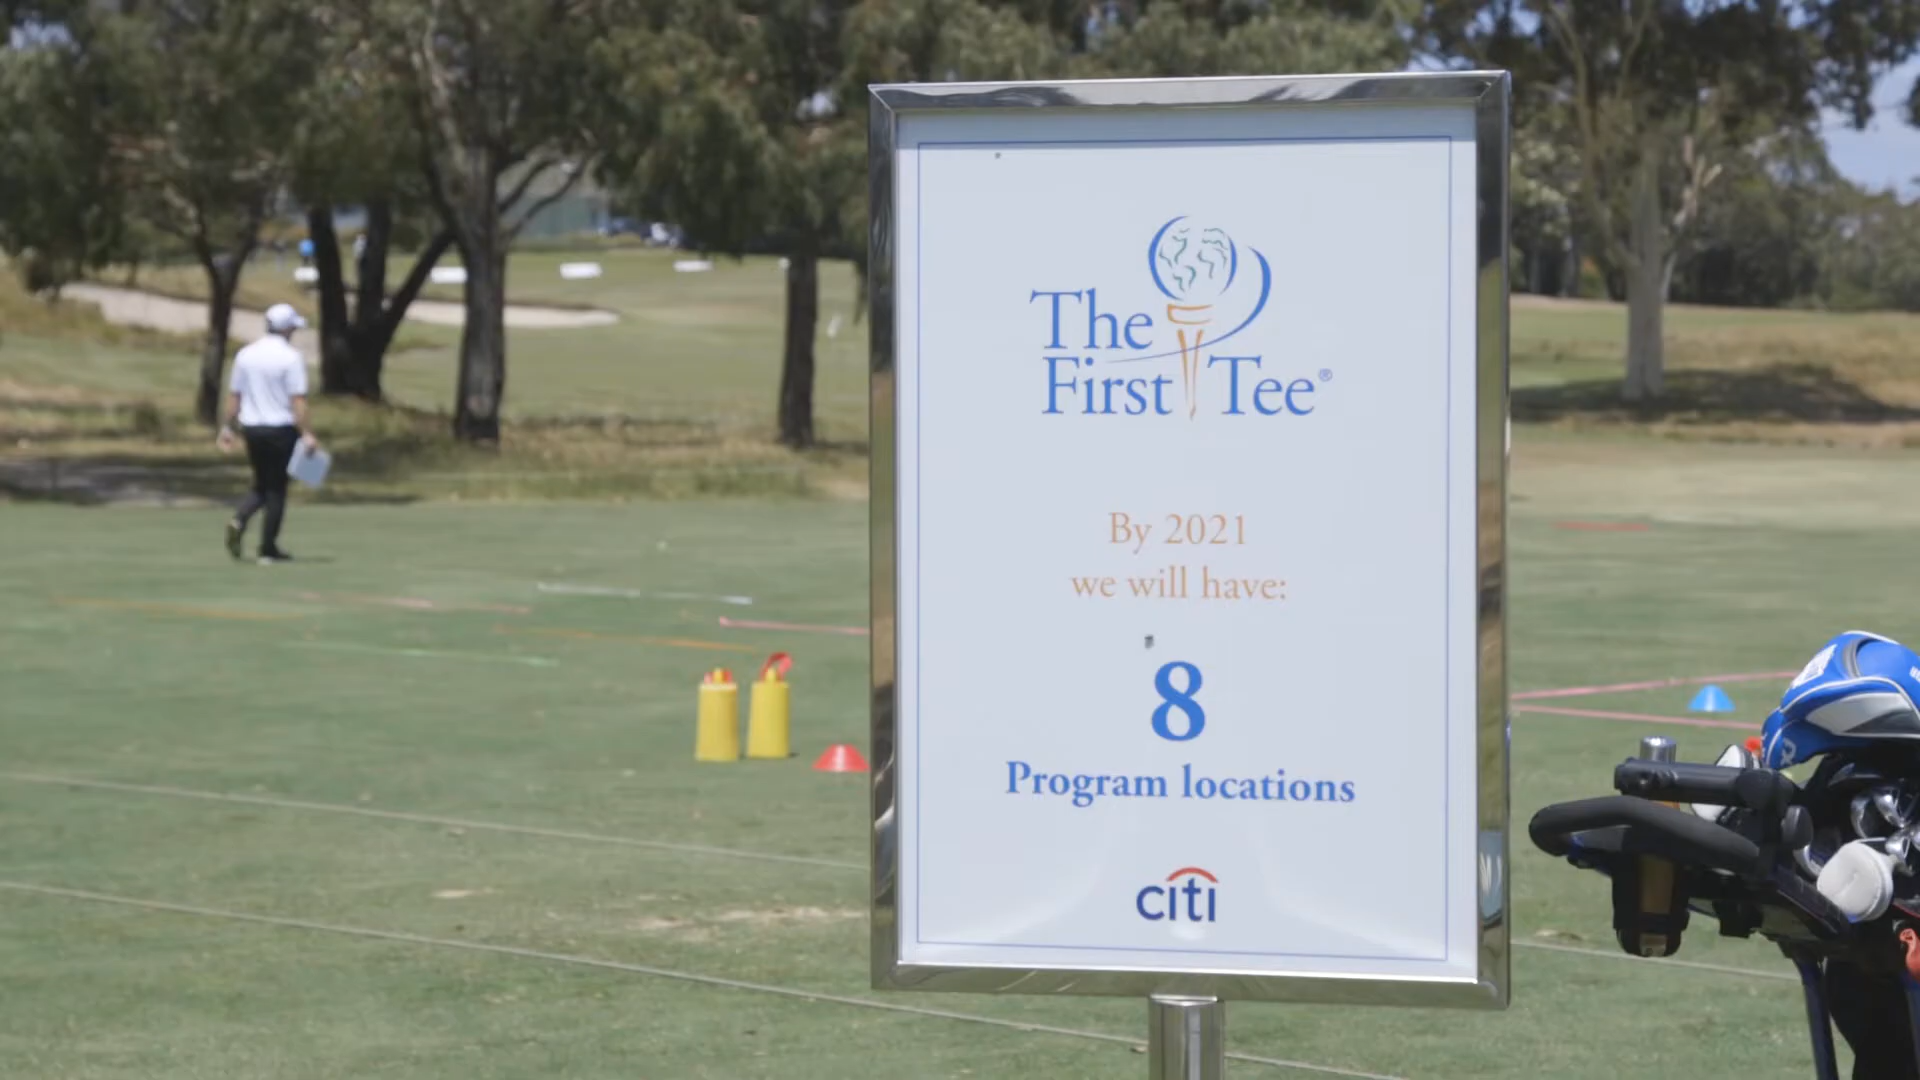 The
First Tee®
By 2021
we will have:
8
Program locations
citi